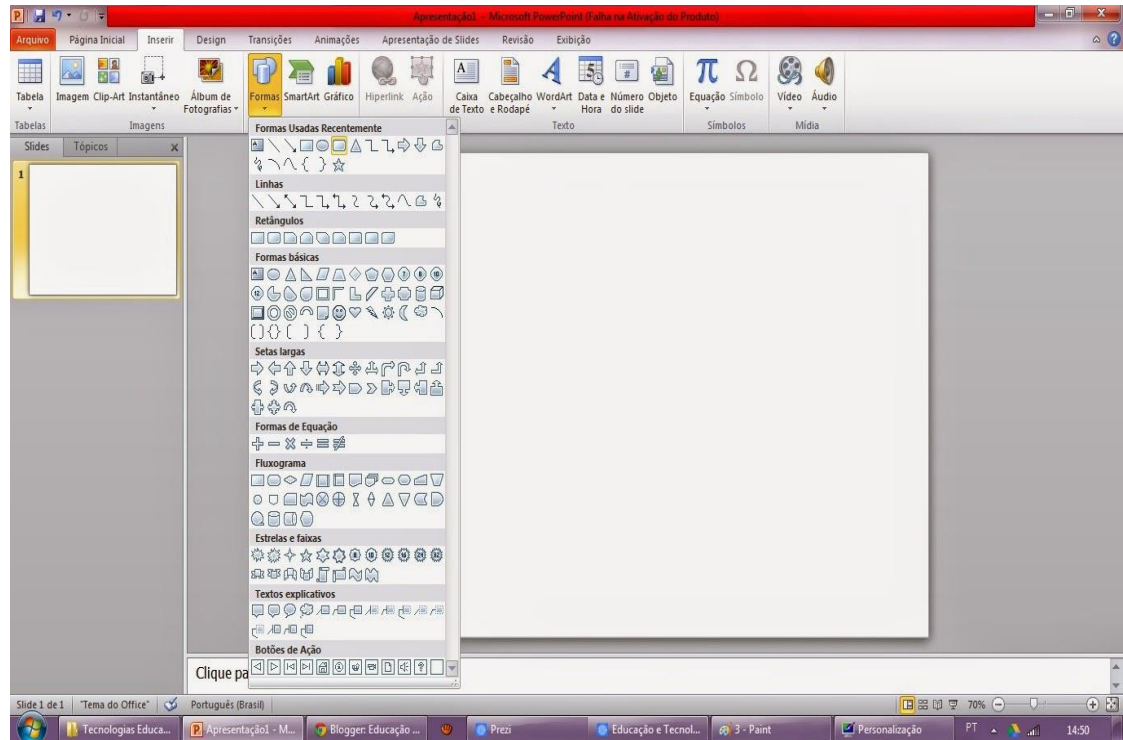 Apresentação1 - Microsoft PowerPoint (Falha na Ativação do Produto)
Arquivo Página Inicial Inserir Design Transições Animações Apresentação de Slides Revisão Exibição
Tabela Imagem Clip-Art Instantâneo Álbum de Fotografias Formas SmartArt Gráfico Hiperlink Ação Caixa de Texto Cabeçalho e Rodapé WordArt Data e Hora Número do slide Objeto Equação Símbolo Vídeo Áudio
Tabelas Imagens Texto Símbolos Mídia
Slides Tópicos
1
Formas Usadas Recentemente
Linhas
Retângulos
Formas básicas
Setas largas
Formas de Equação
Fluxograma
Estrelas e faixas
Textos explicativos
Botões de Ação
Clique pa
Slide 1 de 1 "Tema do Office" Português (Brasil) 70%
Tecnologias Educa... Apresentação1 - M... Blogger: Educação ... Prezi Educação e Tecnol... 3 - Paint Personalização PT 14:50